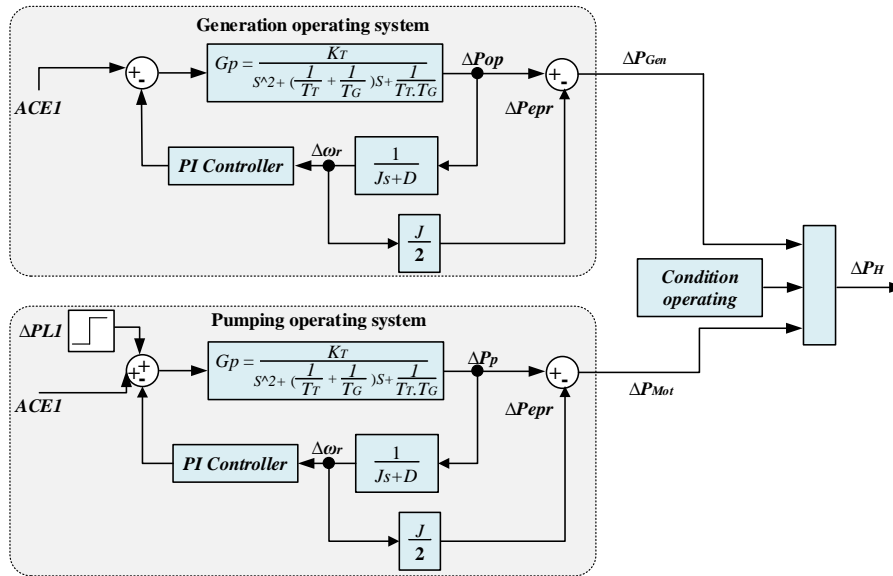 Generation operating system
ACE1
+
-
Gp = KT
S^2+ (1/TT + 1/TG)S+ 1/TT.TG
ΔPop
+
-
ΔPGen
ΔPepr
PI Controller
Δωr
1
Js+D
J
2
Condition
operating
ΔPH
Pumping operating system
ΔPL1
+
+
-
ACE1
Gp = KT
S^2+ (1/TT + 1/TG)S+ 1/TT.TG
ΔPp
+
-
ΔPMot
ΔPepr
PI Controller
Δωr
1
Js+D
J
2